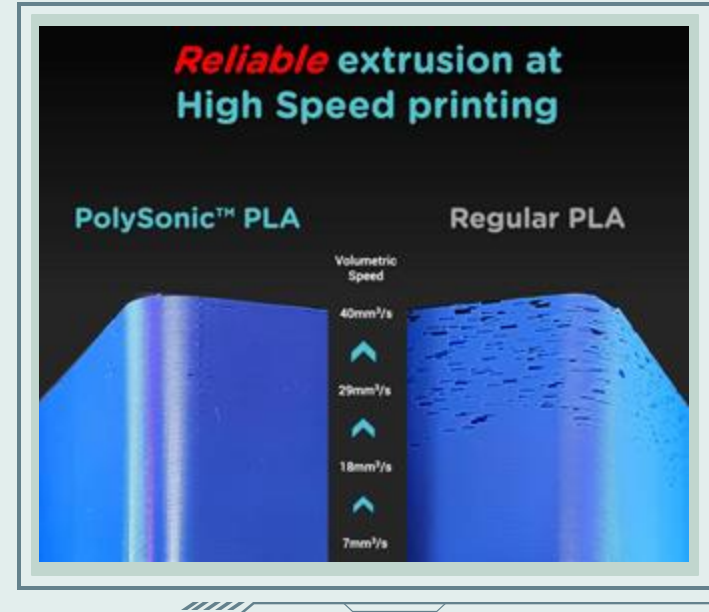 Reliable extrusion at
High Speed printing
PolySonic™ PLA
Regular PLA
Volumetric
Speed
40mm³/s
29mm³/s
18mm³/s
7mm³/s